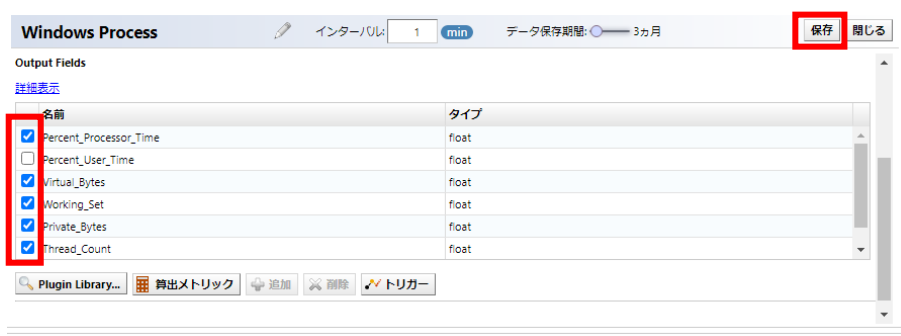 Windows Process インターバル: 1 min データ保存期間: 3ヵ月 保存 閉じる
Output Fields
詳細表示
名前 タイプ
Percent_Processor_Time float
Percent_User_Time float
Virtual_Bytes float
Working_Set float
Private_Bytes float
Thread_Count float
Plugin Library... 算出メトリック 追加 削除 トリガー